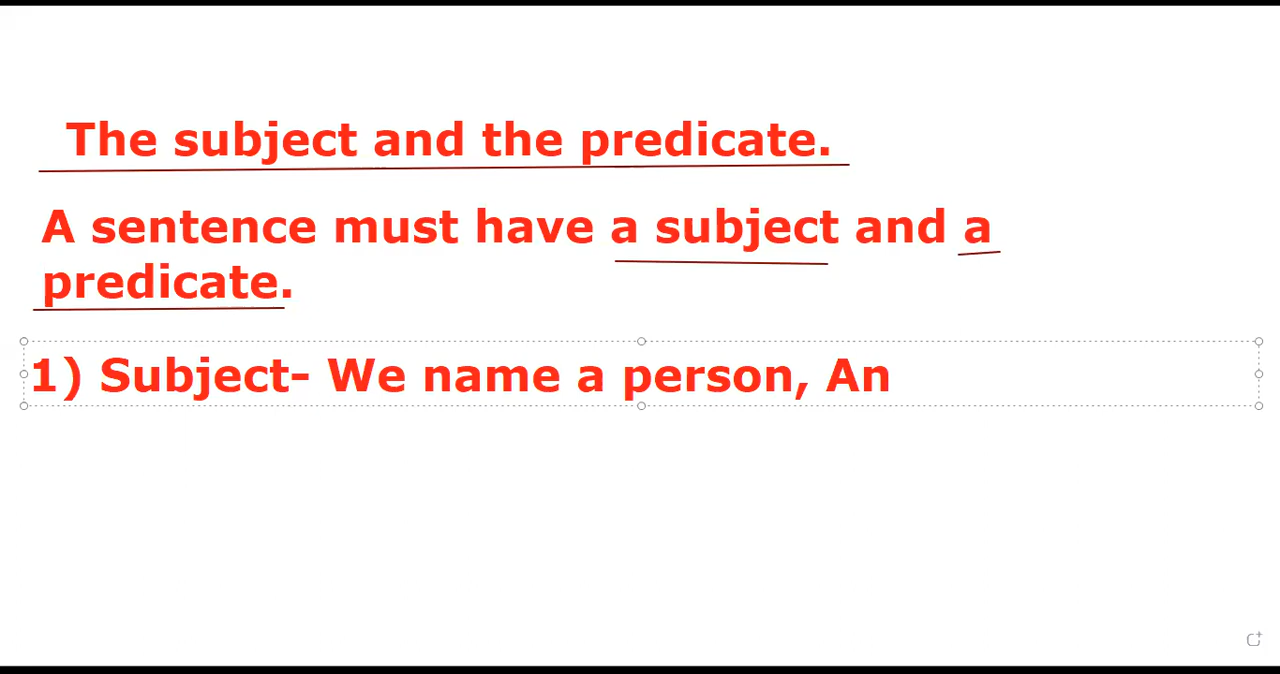 The subject and the predicate.
A sentence must have a subject and a
predicate.
1) Subject- We name a person, An